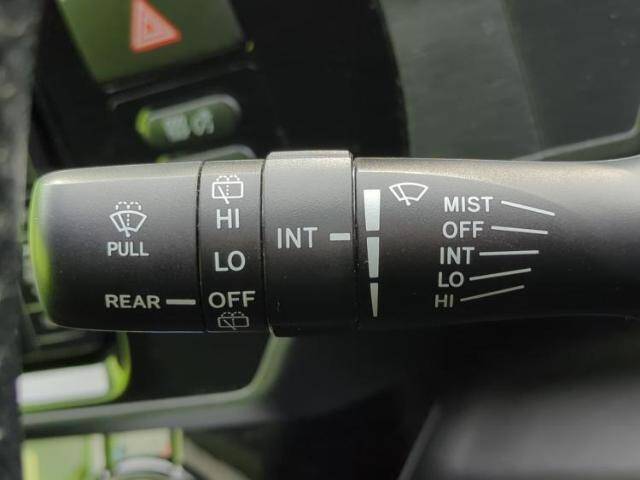 PULL
REAR
HI
LO
OFF
INT
MIST
OFF
INT
LO
HI